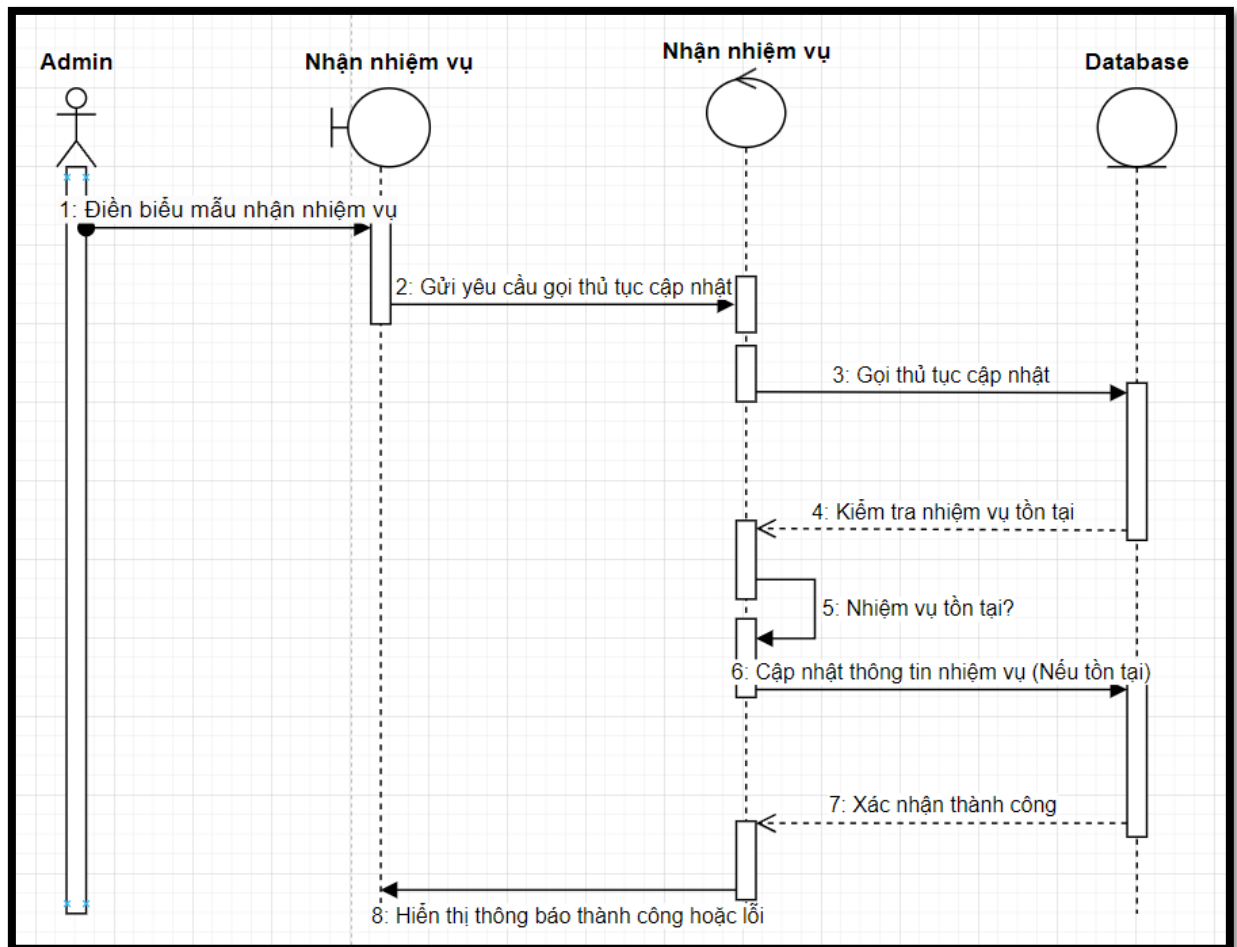 Admin
Nhận nhiệm vụ
Nhận nhiệm vụ
Database
1: Điền biểu mẫu nhận nhiệm vụ
2: Gửi yêu cầu gọi thủ tục cập nhật
3: Gọi thủ tục cập nhật
4: Kiểm tra nhiệm vụ tồn tại
5: Nhiệm vụ tồn tại?
6: Cập nhật thông tin nhiệm vụ (Nếu tồn tại)
7: Xác nhận thành công
8: Hiển thị thông báo thành công hoặc lỗi